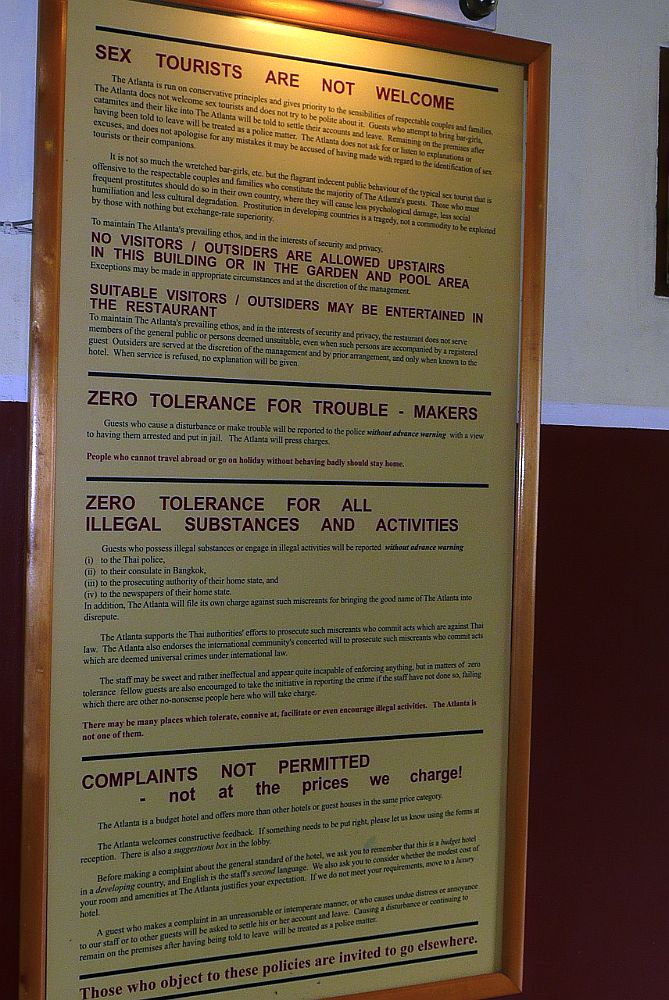 SEX TOURISTS ARE NOT WELCOME
The Atlanta is run on conservative principles and gives priority to the sensibilities of respectable couples and families.
The Atlanta does not welcome sex tourists and does not try to be polite about it. Guests who attempt to bring bar-girls,
catamites and their like into The Atlanta will be told to settle their accounts and leave. Remaining on the premises after
having been told to leave will be treated as a police matter. The Atlanta does not ask for or listen to explanations or
excuses, and does not apologise for any mistakes it may be accused of having made with regard to the identification of sex
tourists or their companions.
It is not so much the wretched bar-girls, etc. but the flagrant indecent public behaviour of the typical sex tourist that is
offensive to the respectable couples and families who constitute the majority of The Atlanta's guests. Those who must
frequent prostitutes should do so in their own country, where they will cause less psychological damage, less social
humiliation and less cultural degradation. Prostitution in developing countries is a tragedy, not a commodity to be exploited
by those with nothing but exchange-rate superiority.
To maintain The Atlanta's prevailing ethos, and in the interests of security and privacy,
NO VISITORS / OUTSIDERS ARE ALLOWED UPSTAIRS
IN THIS BUILDING OR IN THE GARDEN AND POOL AREA
Exceptions may be made in appropriate circumstances and at the discretion of the management.
SUITABLE VISITORS / OUTSIDERS MAY BE ENTERTAINED IN
THE RESTAURANT
To maintain The Atlanta's prevailing ethos, and in the interests of security and privacy, the restaurant does not serve
members of the general public or persons deemed unsuitable, even when such persons are accompanied by a registered
guest Outsiders are served at the discretion of the management and by prior arrangement, and only when known to the
hotel. When service is refused, no explanation will be given.
ZERO TOLERANCE FOR TROUBLE - MAKERS
Guests who cause a disturbance or make trouble will be reported to the police without advance warning with a view
to having them arrested and put in jail. The Atlanta will press charges.
People who cannot travel abroad or go on holiday without behaving badly should stay home.
ZERO TOLERANCE FOR ALL
ILLEGAL SUBSTANCES AND ACTIVITIES
Guests who possess illegal substances or engage in illegal activities will be reported without advance warning
(i) to the Thai police,
(ii) to their consulate in Bangkok,
(iii) to the prosecuting authority of their home state, and
(iv) to the newspapers of their home state.
In addition, The Atlanta will file its own charge against such miscreants for bringing the good name of The Atlanta into
disrepute.
The Atlanta supports the Thai authorities' efforts to prosecute such miscreants who commit acts which are against Thai
law. The Atlanta also endorses the international community's concerted will to prosecute such miscreants who commit acts
which are deemed universal crimes under international law.
The staff may be sweet and rather ineffectual and appear quite incapable of enforcing anything, but in matters of zero
tolerance fellow guests are also encouraged to take the initiative in reporting the crime if the staff have not done so, failing
which there are other no-nonsense people here who will take charge.
There may be many places which tolerate, connive at, facilitate or even encourage illegal activities. The Atlanta is
not one of them.
COMPLAINTS NOT PERMITTED
- not at the prices we charge!
The Atlanta is a budget hotel and offers more than other hotels or guest houses in the same price category.
The Atlanta welcomes constructive feedback. If something needs to be put right, please let us know using the forms at
reception. There is also a suggestions box in the lobby.
Before making a complaint about the general standard of the hotel, we ask you to remember that this is a budget hotel
in a developing country, and English is the staff's second language. We also ask you to consider whether the modest cost of
your room and amenities at The Atlanta justifies your expectation. If we do not meet your requirements, move to a luxury
hotel.
A guest who makes a complaint in an unreasonable or intemperate manner, or who causes undue distress or annoyance
to our staff or to other guests will be asked to settle his or her account and leave. Causing a disturbance or continuing to
remain on the premises after having being told to leave will be treated as a police matter.
Those who object to these policies are invited to go elsewhere.